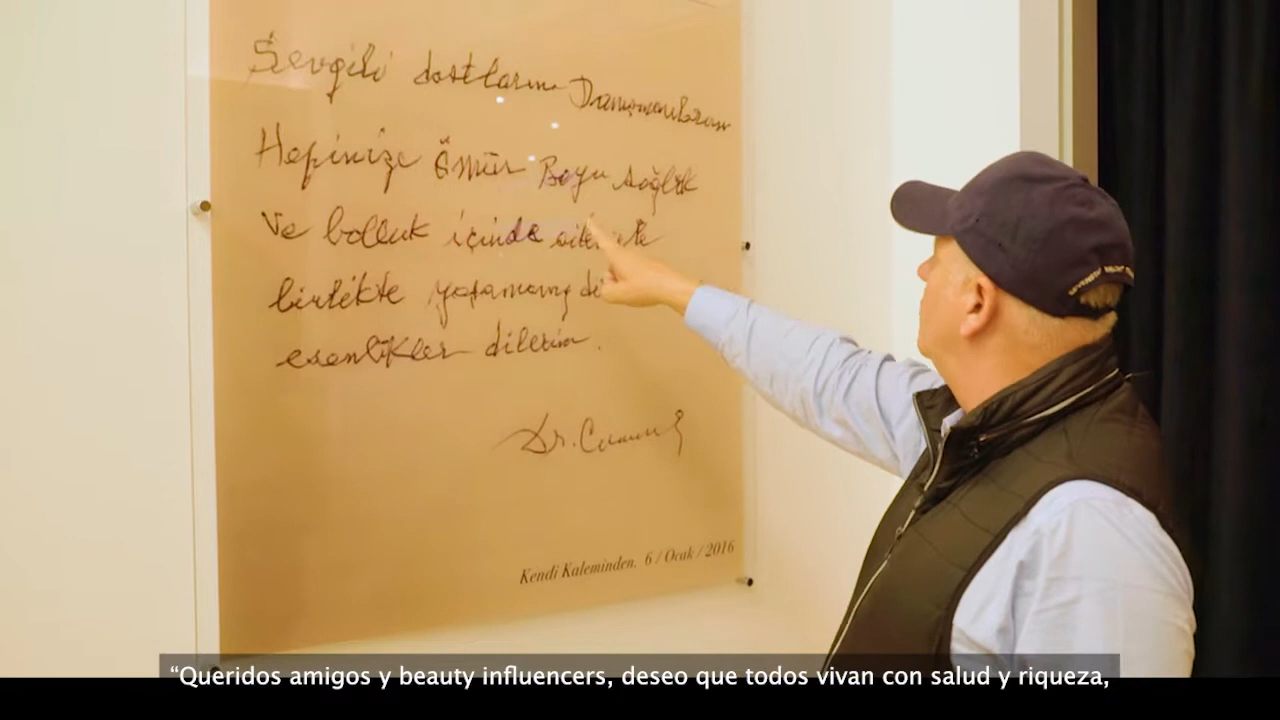 Sevgili dostlarım Danışmanlarım
Hepinize ömür Boyu sağlık
Ve bolluk içinde
birlikte
esenlikler dilerim.
Dr.
Kendi Kaleminden. 6 / Ocak / 2016
“Queridos amigos y beauty influencers, deseo que todos vivan con salud y riqueza,